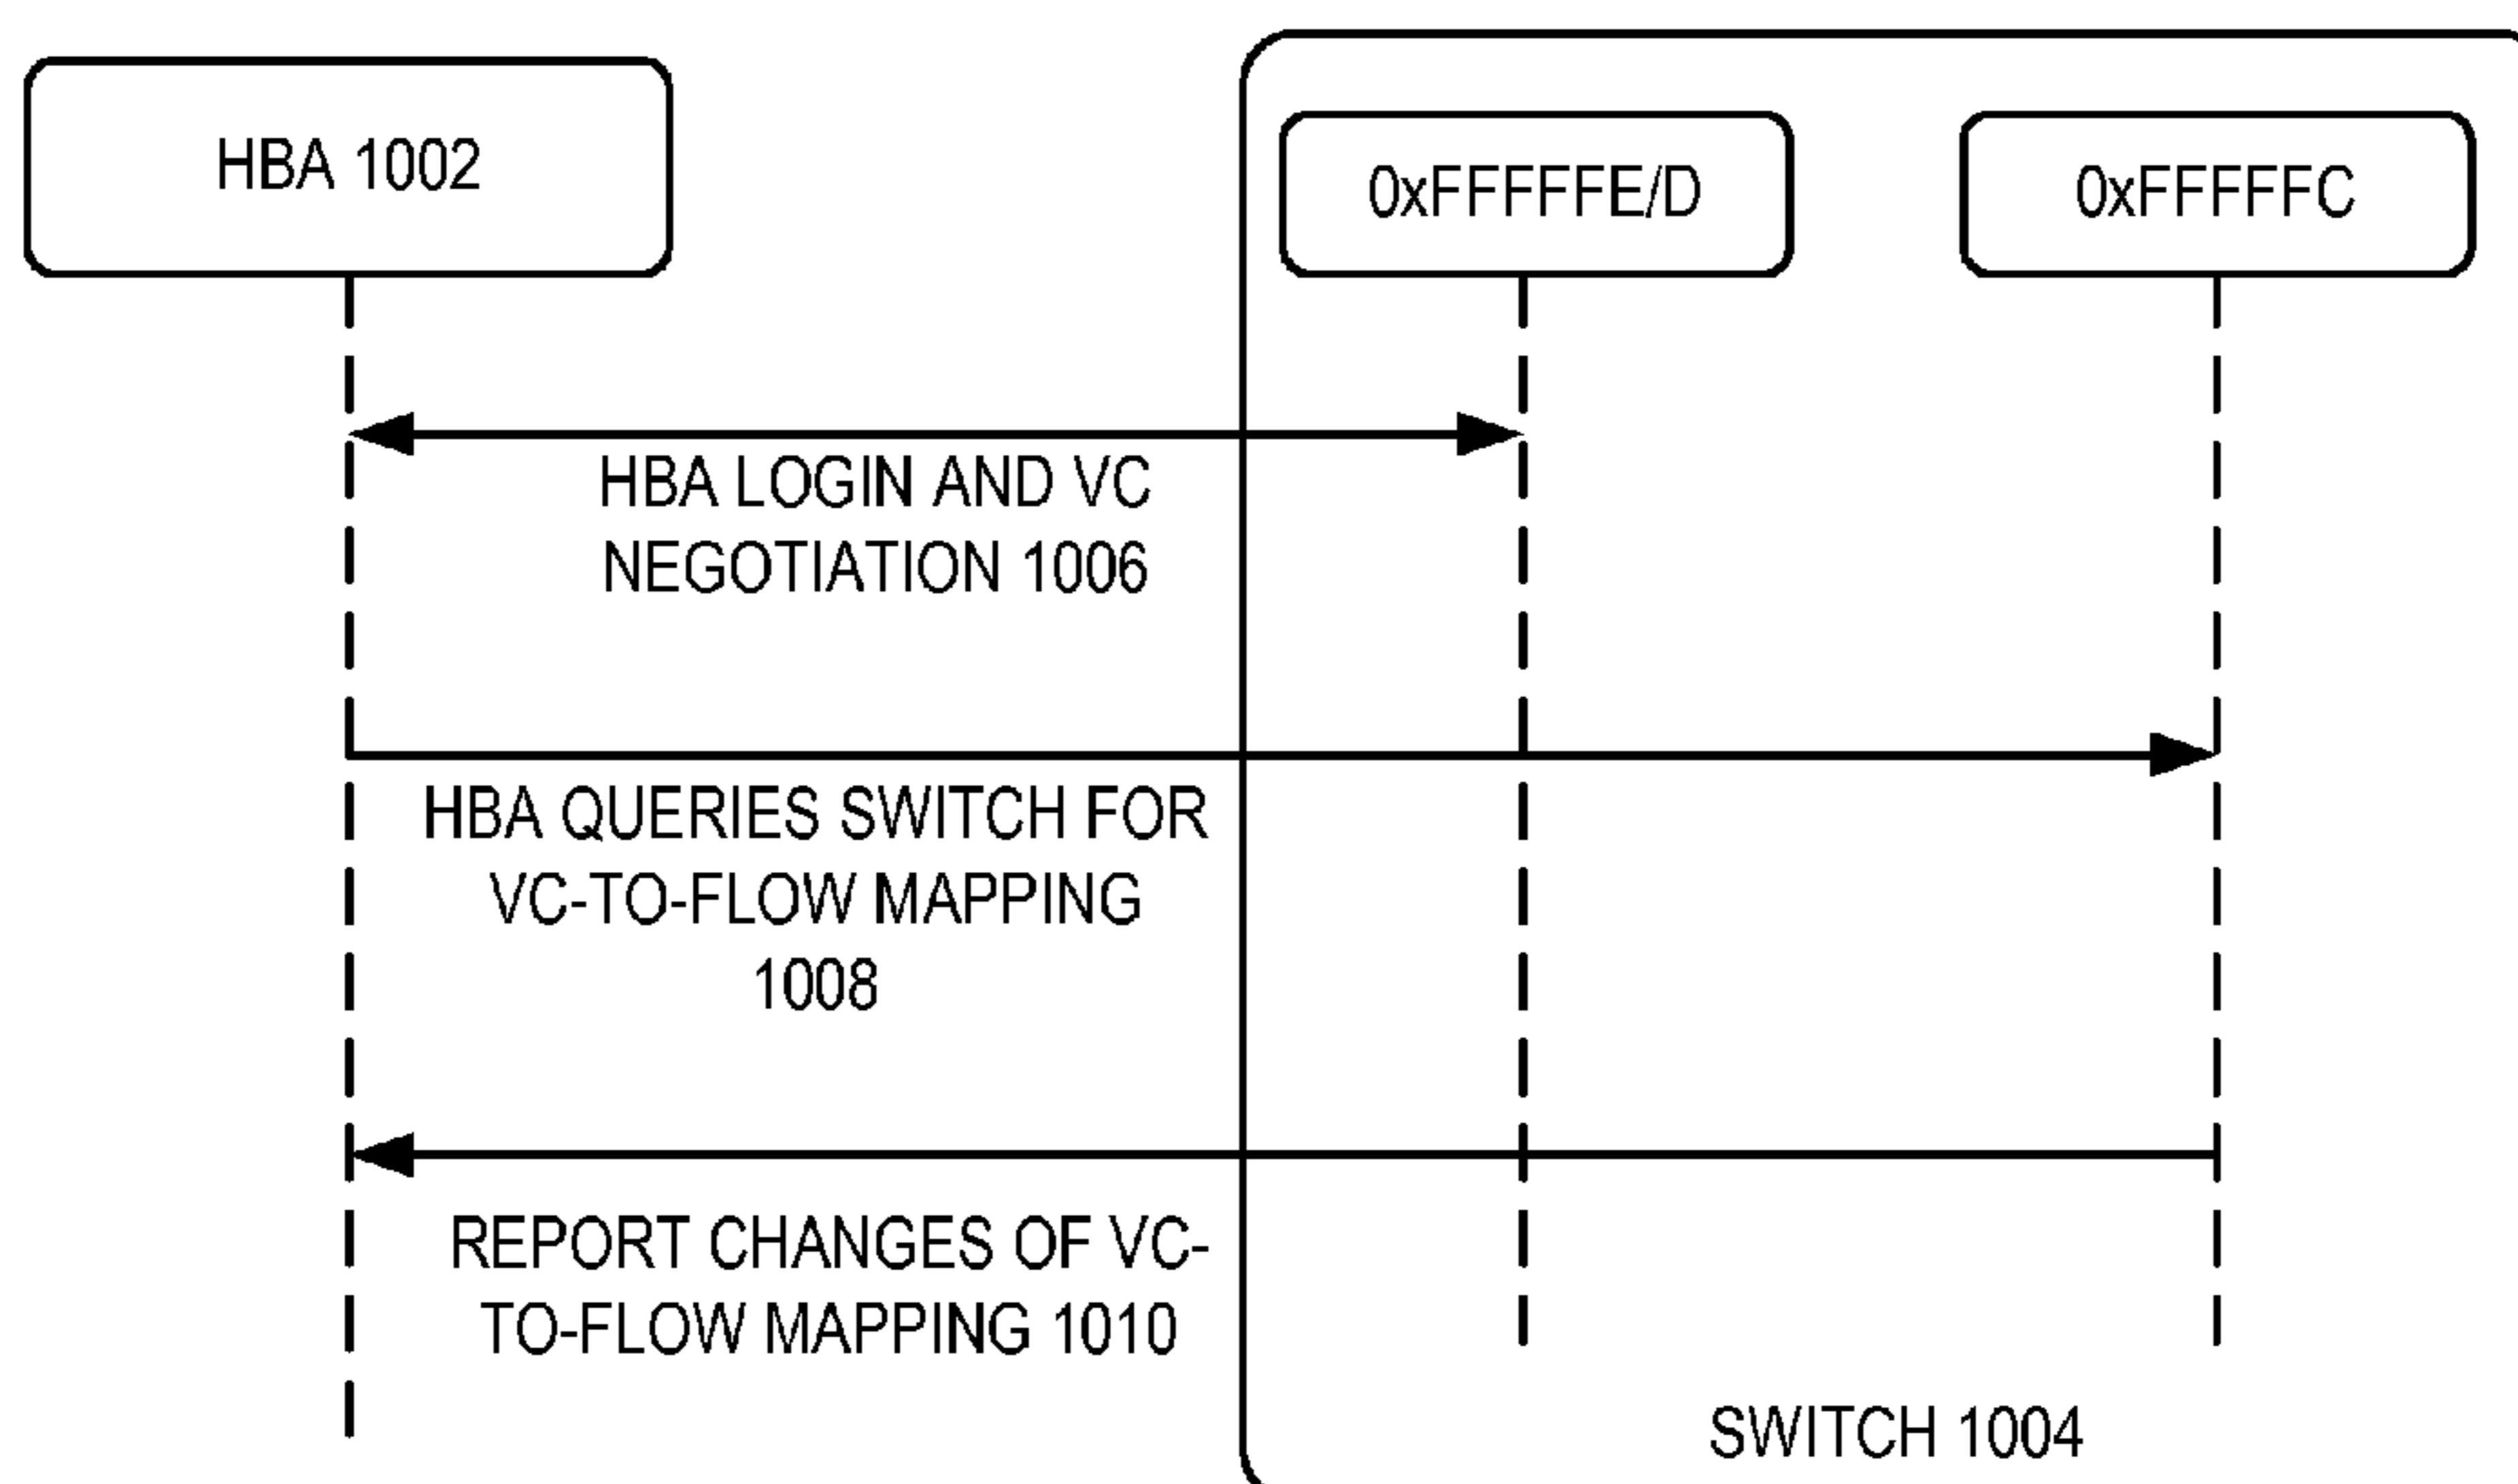 HBA 1002
0xFFFFFE/D
0xFFFFFC
HBA LOGIN AND VC
NEGOTIATION 1006
HBA QUERIES SWITCH FOR
VC-TO-FLOW MAPPING
1008
REPORT CHANGES OF VC-
TO-FLOW MAPPING 1010
SWITCH 1004